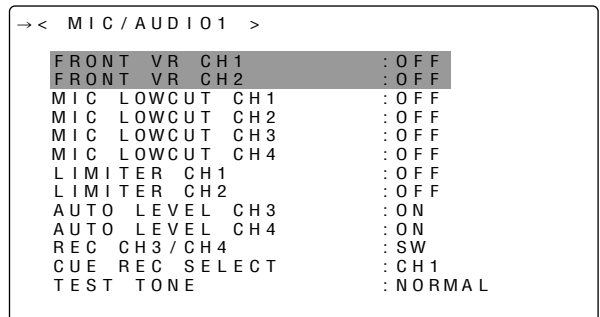 →< MIC/AUDIO1 >
FRONT VR CH1 :OFF
FRONT VR CH2 :OFF
MIC LOWCUT CH1 :OFF
MIC LOWCUT CH2 :OFF
MIC LOWCUT CH3 :OFF
MIC LOWCUT CH4 :OFF
LIMITER CH1 :OFF
LIMITER CH2 :OFF
AUTO LEVEL CH3 :ON
AUTO LEVEL CH4 :ON
REC CH3/CH4 :SW
CUE REC SELECT :CH1
TEST TONE :NORMAL